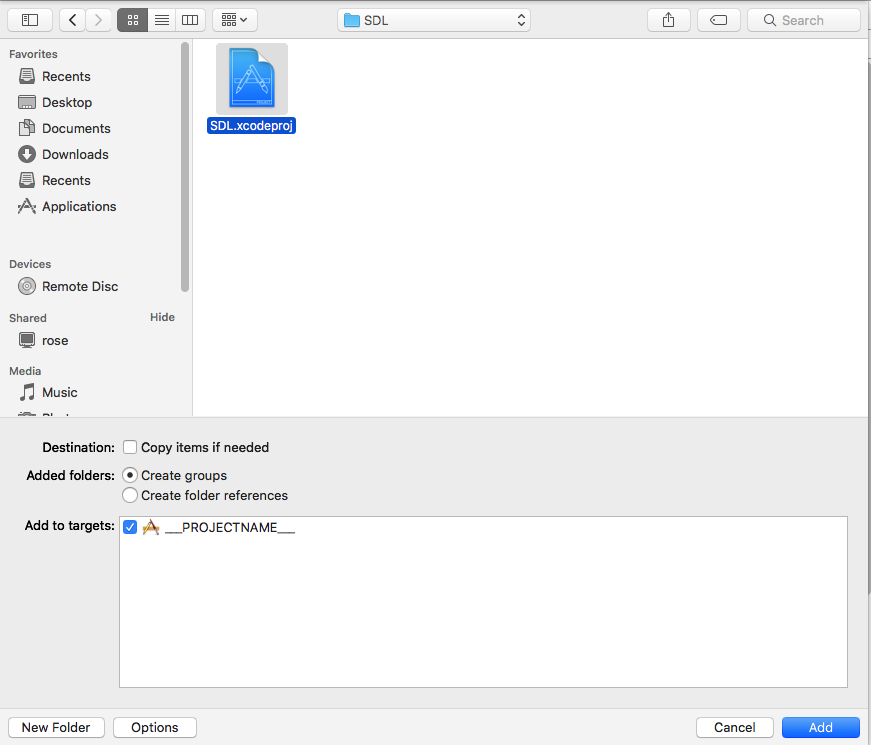 SDL
Search
Favorites
Recents
Desktop
Documents
Downloads
Recents
Applications
Devices
Remote Disc
Shared Hide
rose
Media
Music
SDL.xcodeproj
Destination: Copy items if needed
Added folders: Create groups
Create folder references
Add to targets: ___PROJECTNAME___
New Folder Options Cancel Add